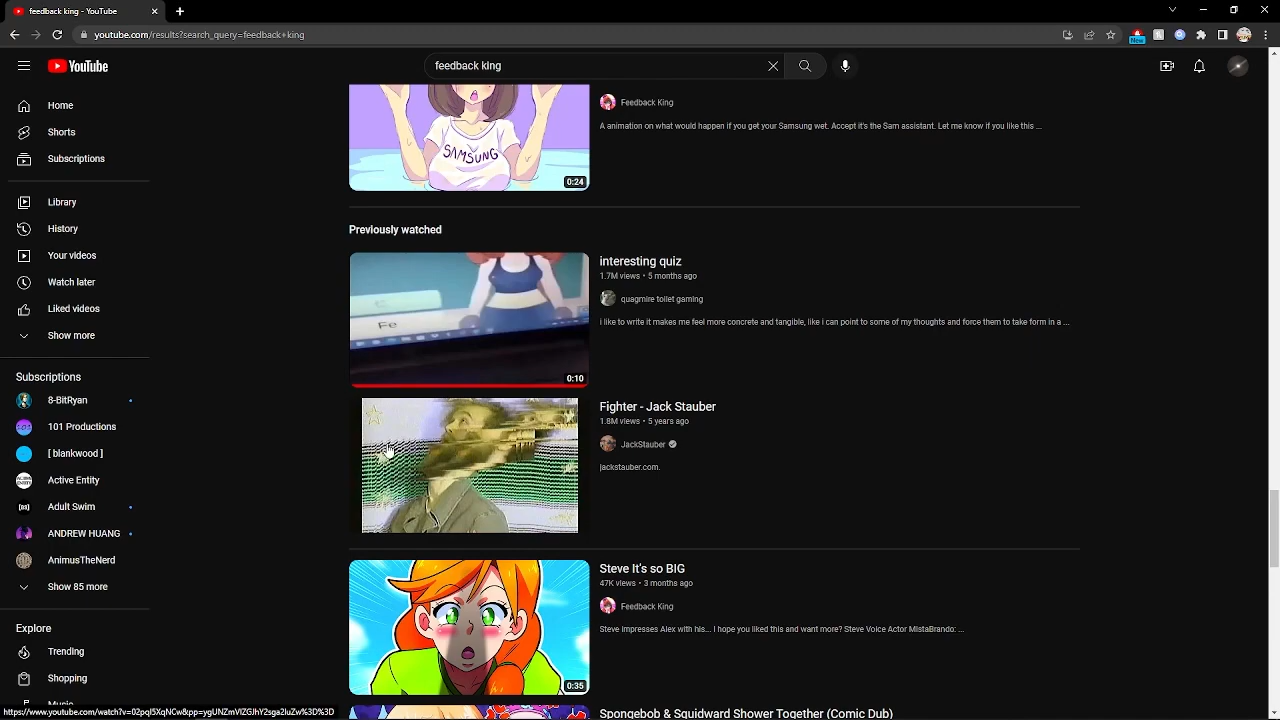 feedback king - YouTube
youtube.com/results?search_query=feedback+king
New
YouTube
feedback king
Home
Shorts
Subscriptions
Library
History
Your videos
Watch later
Liked videos
Show more
Subscriptions
8-BitRyan
101 Productions
[ blankwork ]
Acre Entity
Adult Swim
ANDREW HUANG
AnimusTheNerd
Show 85 more
Explore
Trending
Shopping
Music
SAMSUNG
0:24
Feedback King
A animation on what would happen if you get your Samsung wet. Accept it's the Sam assistant. Let me know if you like this ...
Previously watched
Fe
0:10
interesting quiz
1.7M views • 5 months ago
quagmire toilet gaming
i like to write it makes me feel more concrete and tangible, like i can point to some of my thoughts and force them to take form in a ...
Fighter - Jack Stauber
1.8M views • 5 years ago
JackStauber
jackstauber.com.
0:35
Steve It's so BIG
47K views • 3 months ago
Feedback King
Steve impresses Alex with his... I hope you liked this and want more? Steve Voice Actor MistaBrando: ...
Spongebob & Squidward Shower Together (Comic Dub)